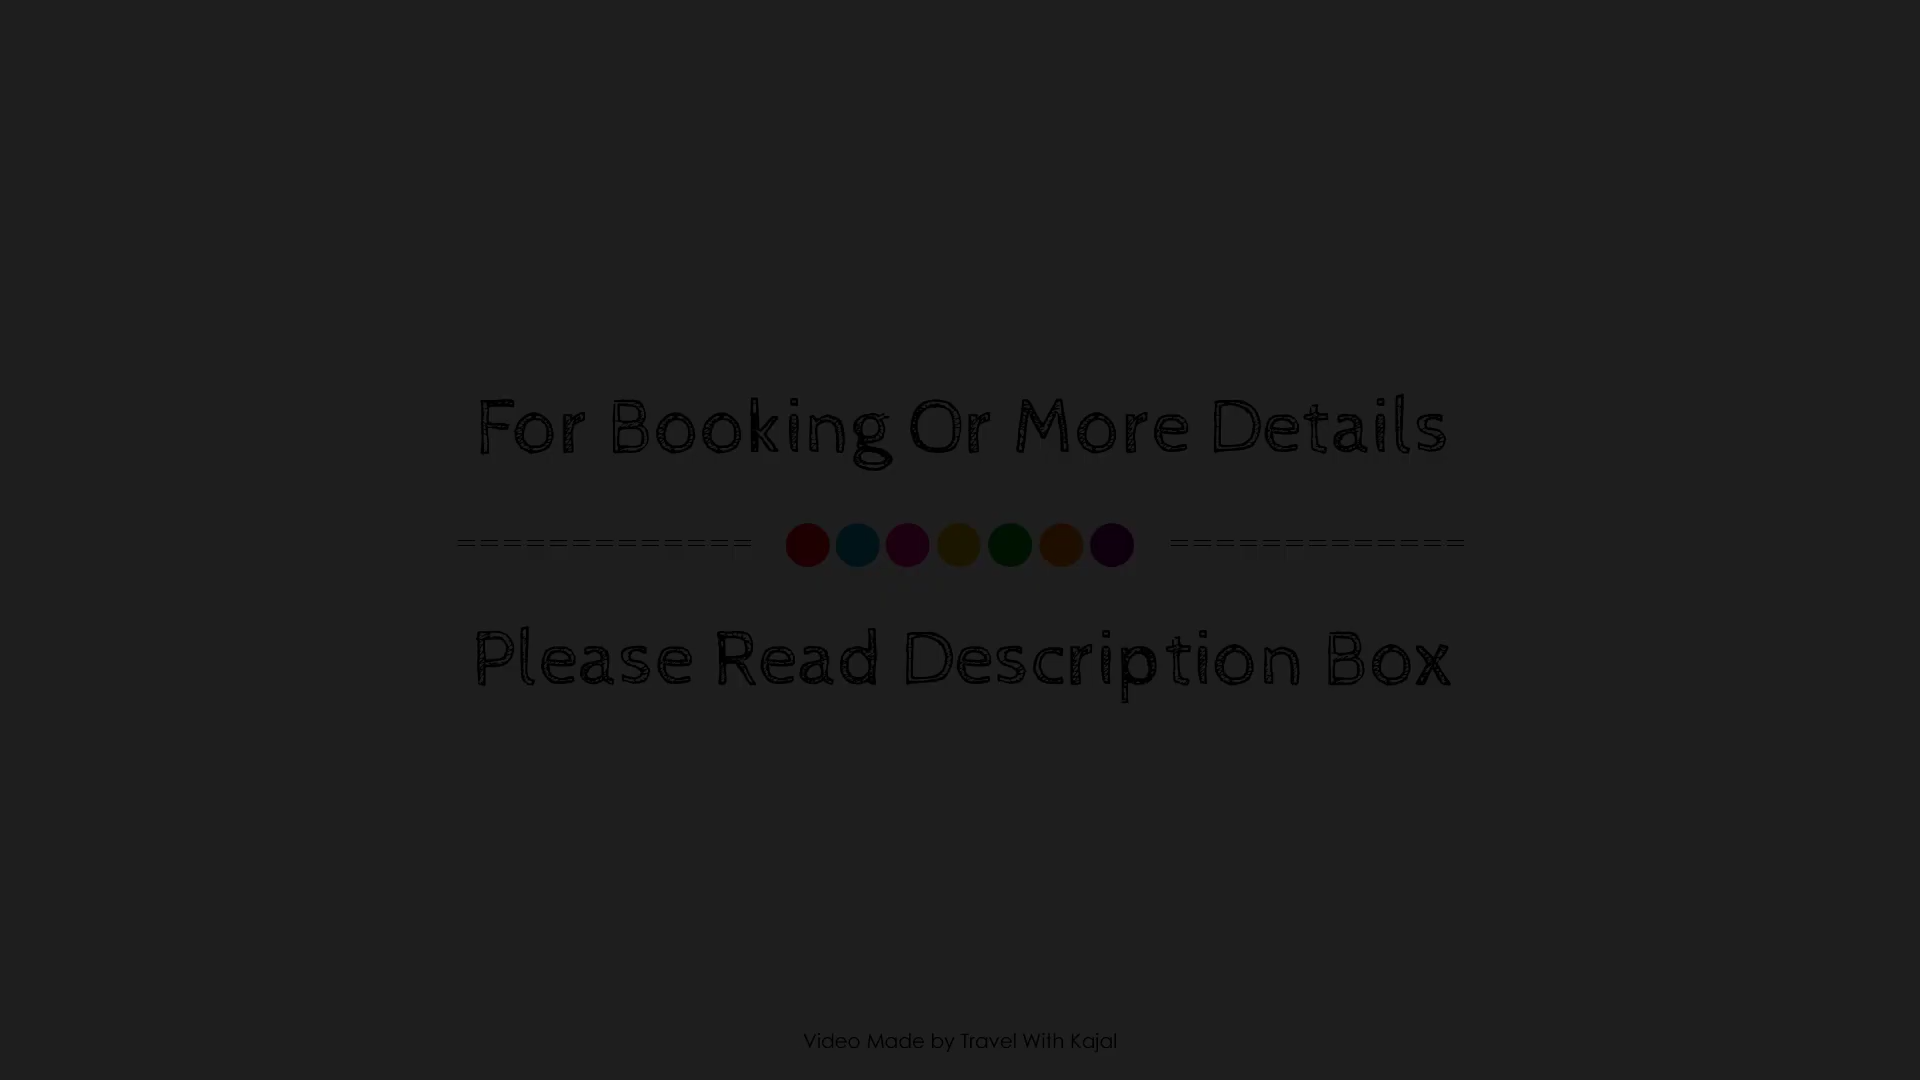 For Booking Or More Details
============= =============
Please Read Description Box
Video Made by Travel With Kajal